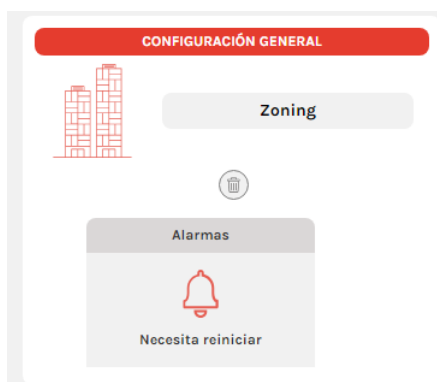 CONFIGURACIÓN GENERAL
Zoning
Alarmas
Necesita reiniciar